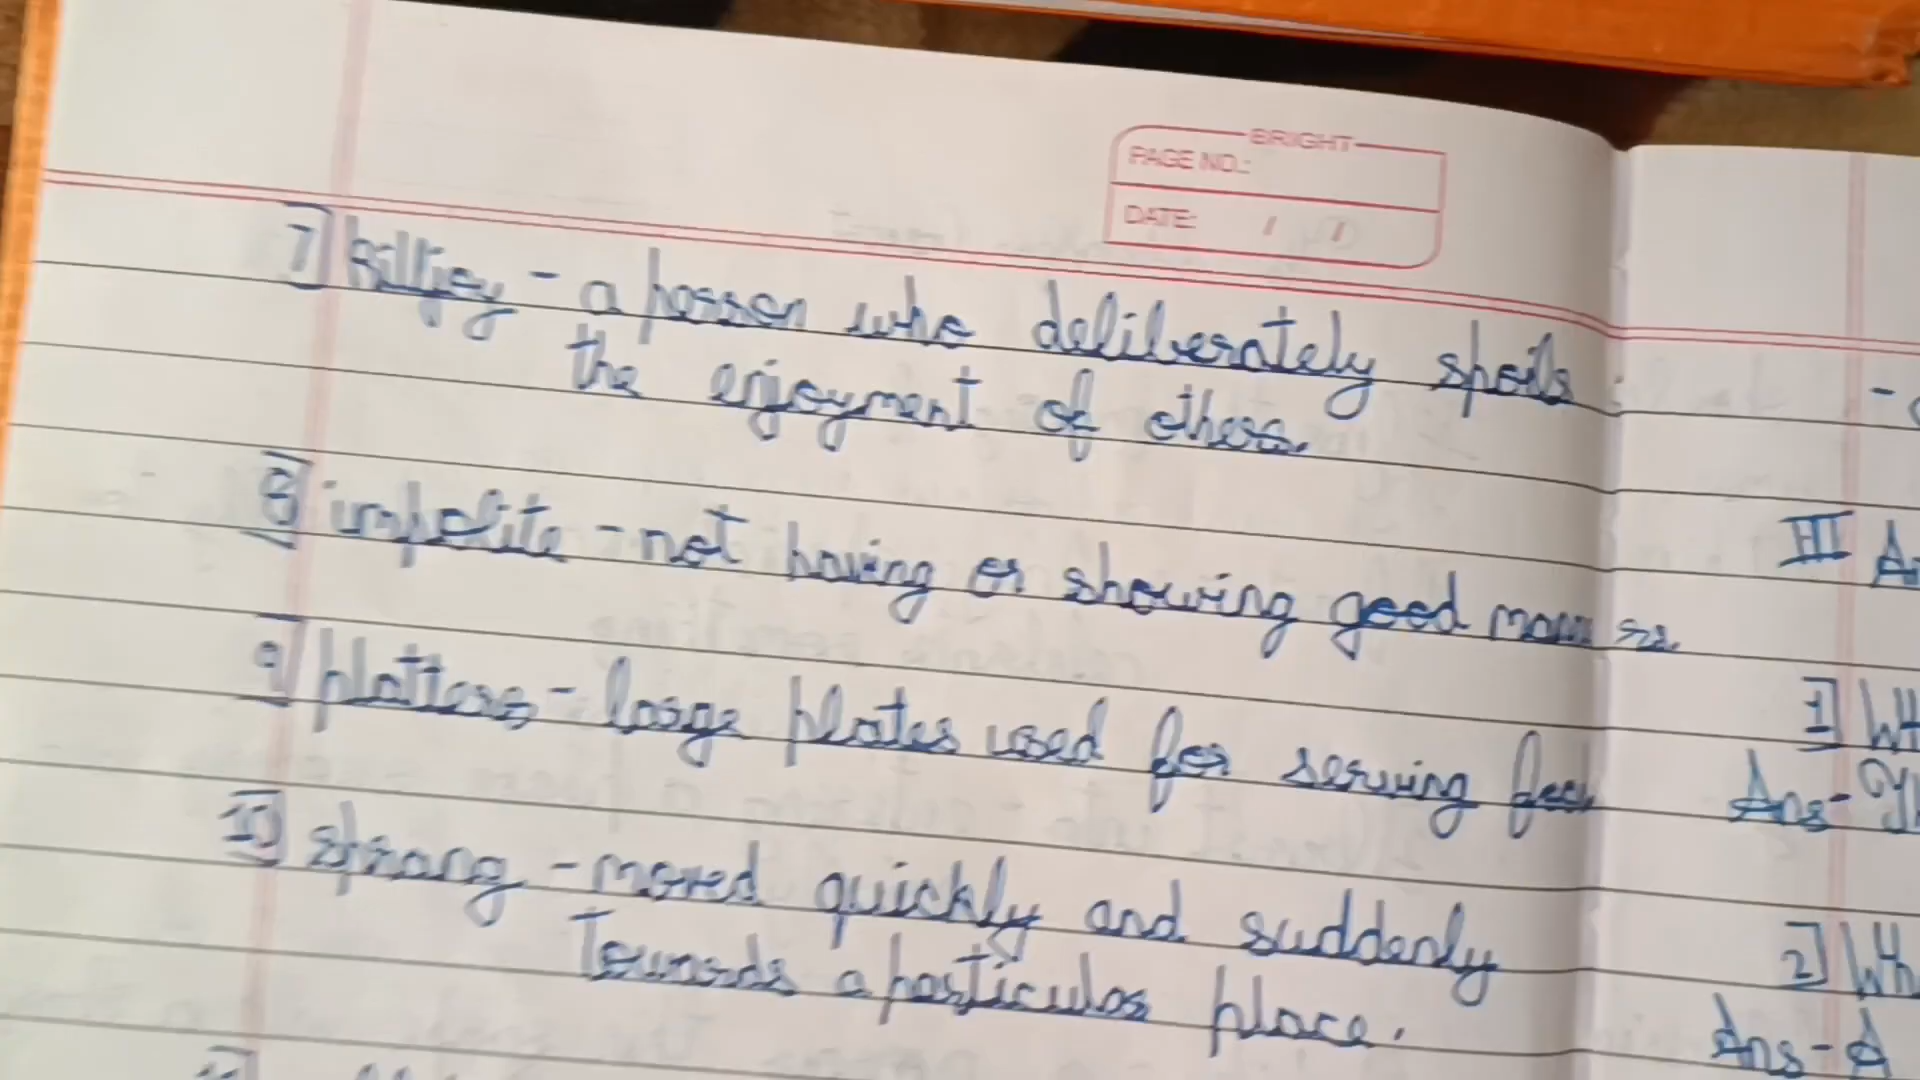 BRIGHT
PAGE NO.:
DATE: / /
7] killjoy - a person who deliberately spoils
the enjoyment of others.
8] impolite - not having or showing good manners.
9] platters - large plates used for serving
10] sprang - moved quickly and suddenly
Towards a particular place.
III
1]
Ans-
2]
Ans - A